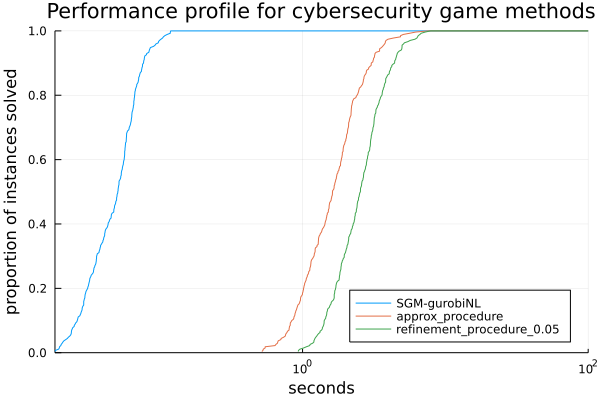 Performance profile for cybersecurity game methods
proportion of instances solved
1.0
0.8
0.6
0.4
0.2
0.0
SGM-gurobiNL
approx_procedure
refinement_procedure_0.05
10⁰
10²
seconds